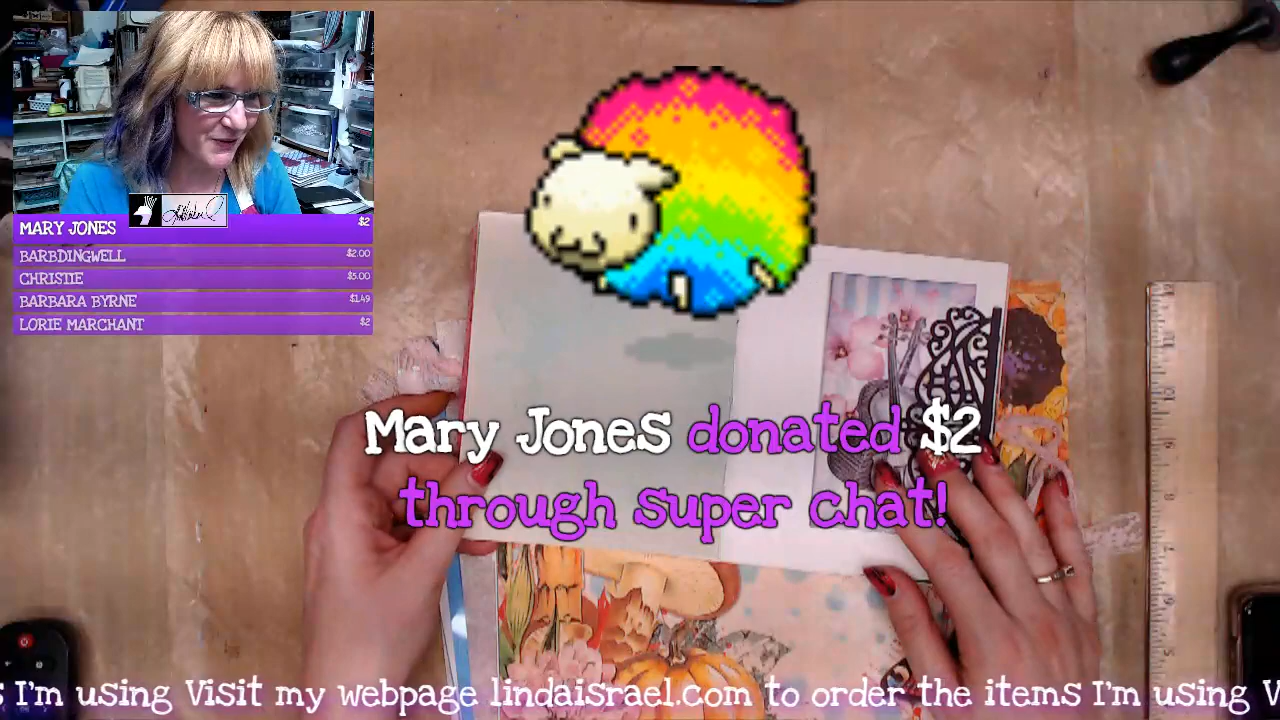 MARY JONES $2
BARBDINGWELL $2.00
CHRISTIE $5.00
BARBARA BYRNE $1.49
LORIE MARCHANT $2
Mary Jones donated $2
through super chat!
s I'm using Visit my webpage lindaisrael.com to order the items I'm using V